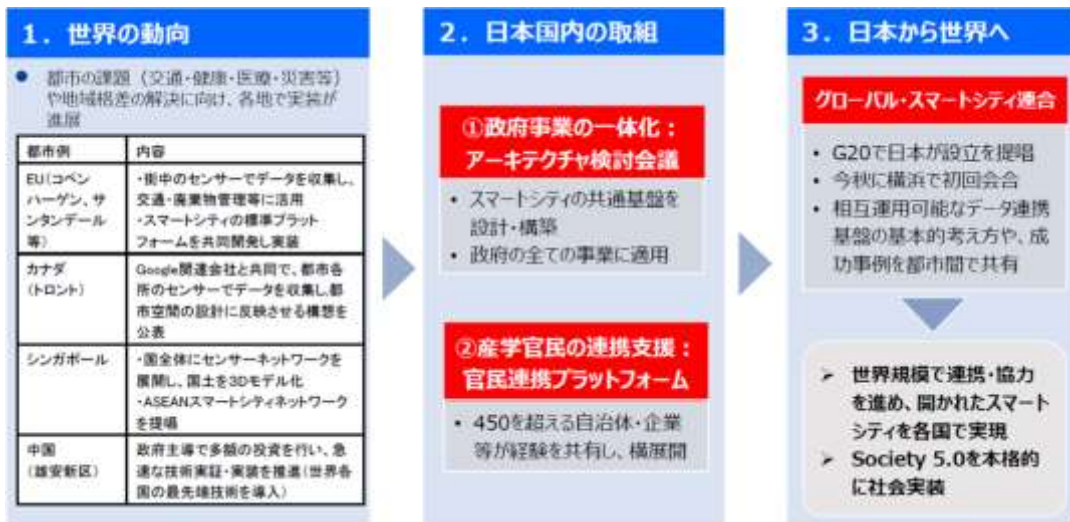 1．世界の動向
● 都市の課題（交通・健康・医療・災害等）
や地域格差の解決に向け、各地で実装が
進展
都市例 内容
EU（コペン
ハーゲン、サ
ンタンデール
等）
・街中のセンサーでデータを収集し、
交通・廃棄物管理等に活用
・スマートシティの標準プラット
フォームを共同開発し実装
カナダ
（トロント）
Google関連会社と共同で、都市各
所のセンサーでデータを収集し都
市空間の設計に反映させる構想を
公表
シンガポール
・国全体にセンサーネットワークを
展開し、国土を3Dモデル化
・ASEANスマートシティネットワーク
を提唱
中国
（雄安新区）
政府主導で多額の投資を行い、急
速な技術実証・実装を推進（世界各
国の最先端技術を導入）
2．日本国内の取組
①政府事業の一体化：
アーキテクチャ検討会議
• スマートシティの共通基盤を
設計・構築
• 政府の全ての事業に適用
②産学官民の連携支援：
官民連携プラットフォーム
• 450を超える自治体・企業
等が経験を共有し、横展開
3．日本から世界へ
グローバル・スマートシティ連合
• G20で日本が設立を提唱
• 今秋に横浜で初回会合
• 相互運用可能なデータ連携
基盤の基本的考え方や、成
功事例を都市間で共有
➢ 世界規模で連携・協力
を進め、開かれたスマート
シティを各国で実現
➢ Society 5.0を本格的
に社会実装